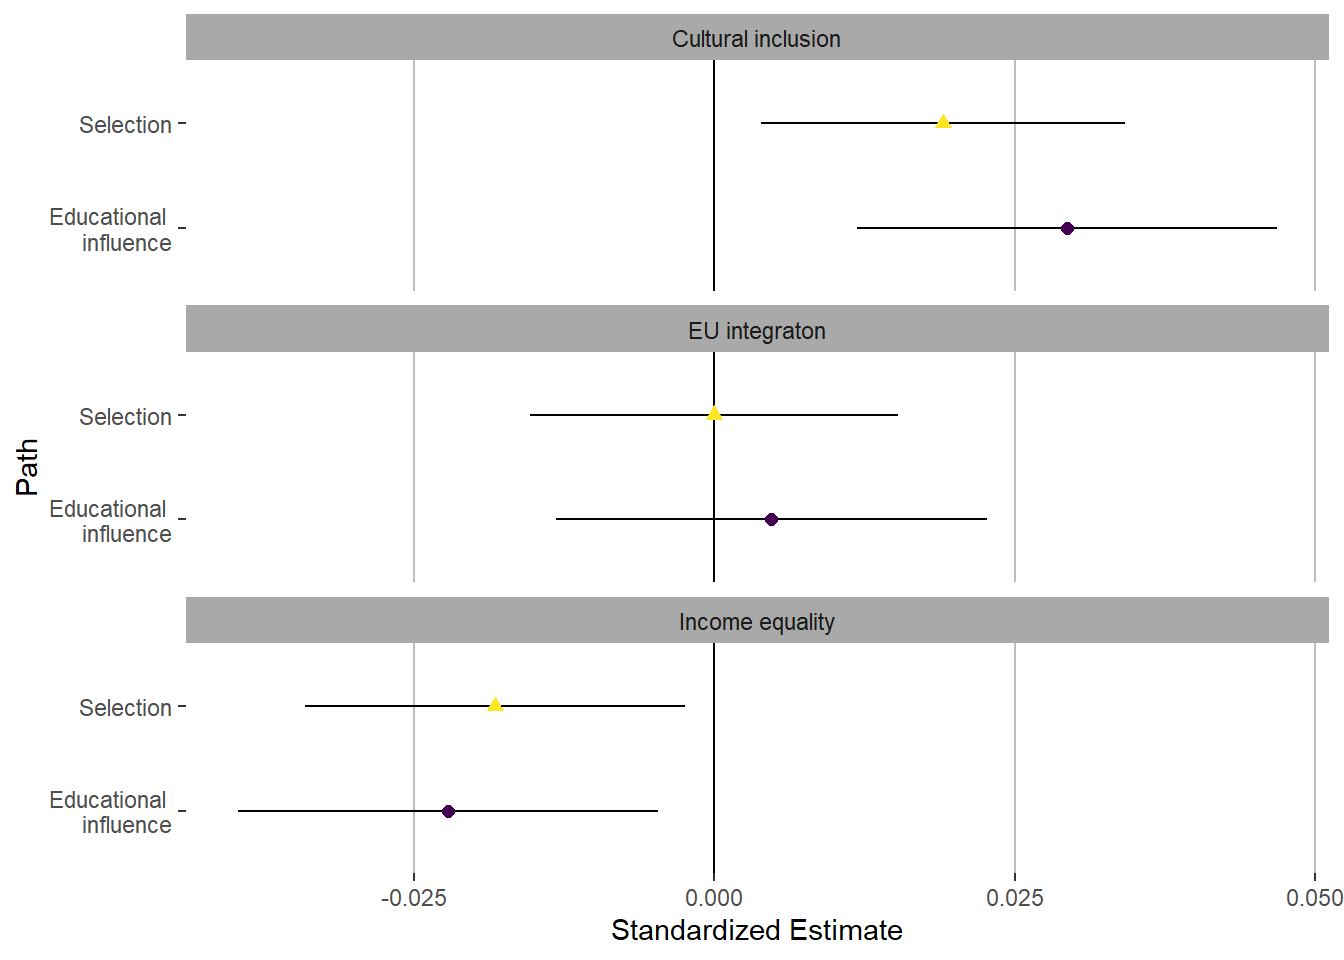 Cultural inclusion
Selection
Educational
influence
EU integraton
Selection
Educational
influence
Income equality
Selection
Educational
influence
Path
-0.025
0.000
0.025
0.050
Standardized Estimate